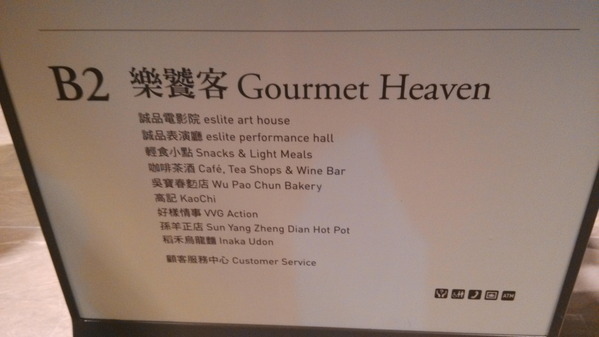 B2 樂饕客 Gourmet Heaven
誠品電影院 eslite art house
誠品表演廳 eslite performance hall
輕食小點 Snacks & Light Meals
咖啡茶酒 Café, Tea Shops & Wine Bar
吳寶春麭店 Wu Pao Chun Bakery
高記 KaoChi
好樣情事 VVG Action
孫羊正店 Sun Yang Zheng Dian Hot Pot
稻禾烏龍麵 Inaka Udon
顧客服務中心 Customer Service
ATM